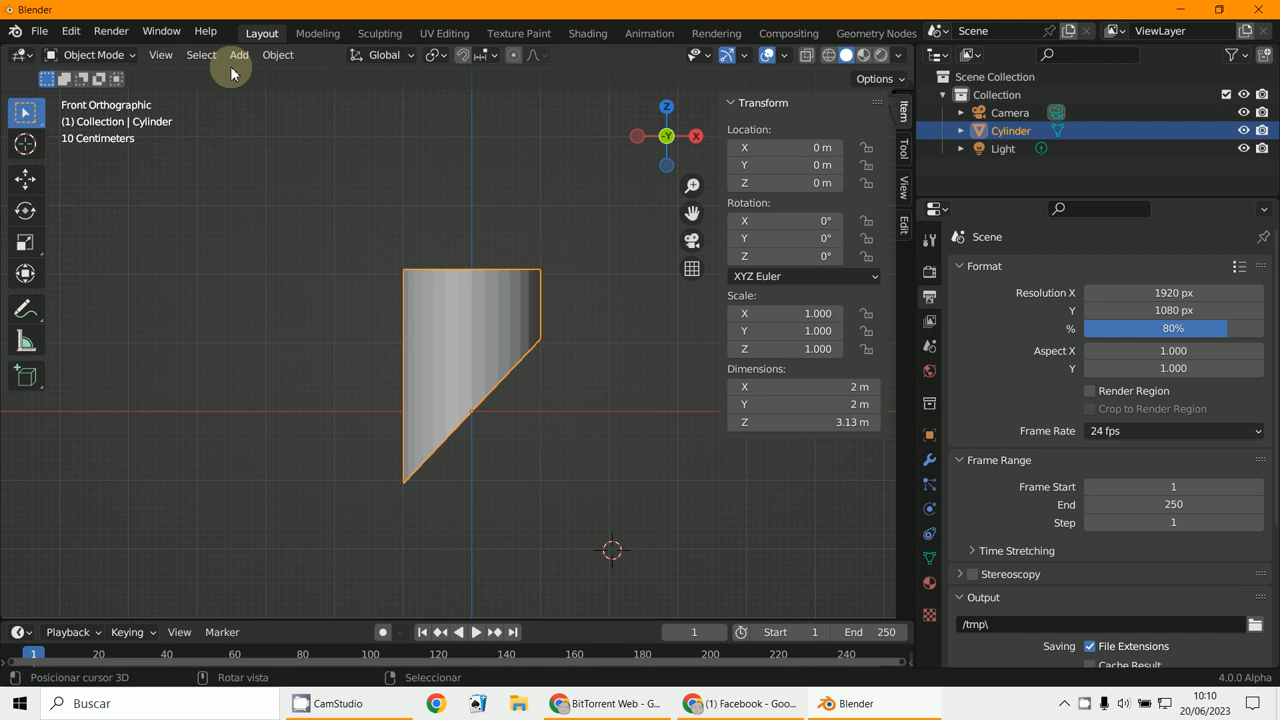 Blender
File Edit Render Window Help Layout Modeling Sculpting UV Editing Texture Paint Shading Animation Rendering Compositing Geometry Nodes Scene ViewLayer
Object Mode View Select Add Object Global
Options
Front Orthographic
(1) Collection | Cylinder
10 Centimeters
Z
X
-Y
Transform
Location:
X 0 m
Y 0 m
Z 0 m
Rotation:
X 0°
Y 0°
Z 0°
XYZ Euler
Scale:
X 1.000
Y 1.000
Z 1.000
Dimensions:
X 2 m
Y 2 m
Z 3.13 m
Item
Tool
View
Edit
Scene Collection
Collection
Camera
Cylinder
Light
Scene
Format
Resolution X 1920 px
Y 1080 px
% 80%
Aspect X 1.000
Y 1.000
Render Region
Crop to Render Region
Frame Rate 24 fps
Frame Range
Frame Start 1
End 250
Step 1
Time Stretching
Stereoscopy
Output
/tmp\
Saving File Extensions
Cache Result
Playback Keying View Marker 1 Start 1 End 250
1 20 40 60 80 100 120 140 160 180 200 220 240
Posicionar cursor 3D Rotar vista Seleccionar 4.0.0 Alpha
Buscar CamStudio BitTorrent Web - G... (1) Facebook - Goo... Blender 10:10
20/06/2023